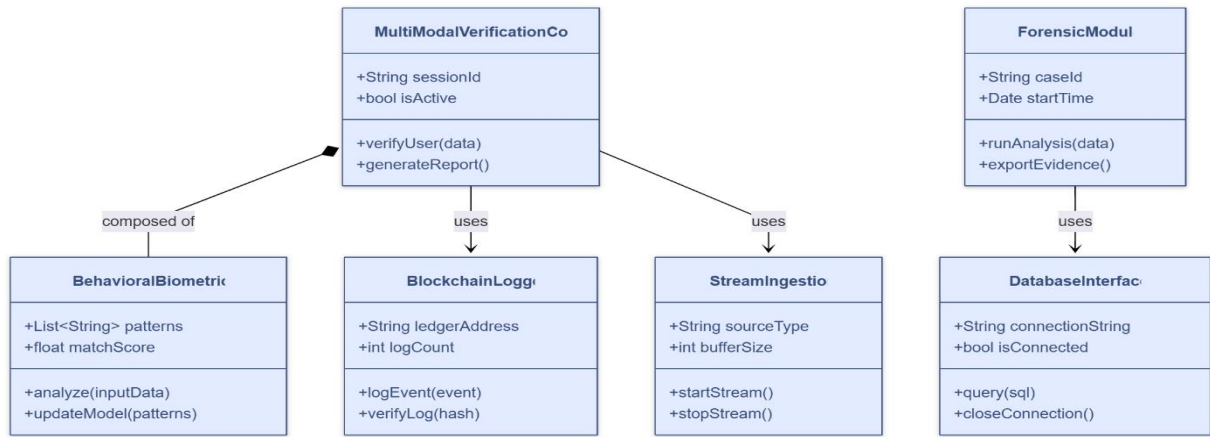 MultiModalVerificationCo
+String sessionId
+bool isActive
+verifyUser(data)
+generateReport()
ForensicModul
+String caseId
+Date startTime
+runAnalysis(data)
+exportEvidence()
composed of
uses
uses
uses
BehavioralBiometric
+List<String> patterns
+float matchScore
+analyze(inputData)
+updateModel(patterns)
BlockchainLogge
+String ledgerAddress
+int logCount
+logEvent(event)
+verifyLog(hash)
StreamIngestio
+String sourceType
+int bufferSize
+startStream()
+stopStream()
DatabaseInterfac
+String connectionString
+bool isConnected
+query(sql)
+closeConnection()